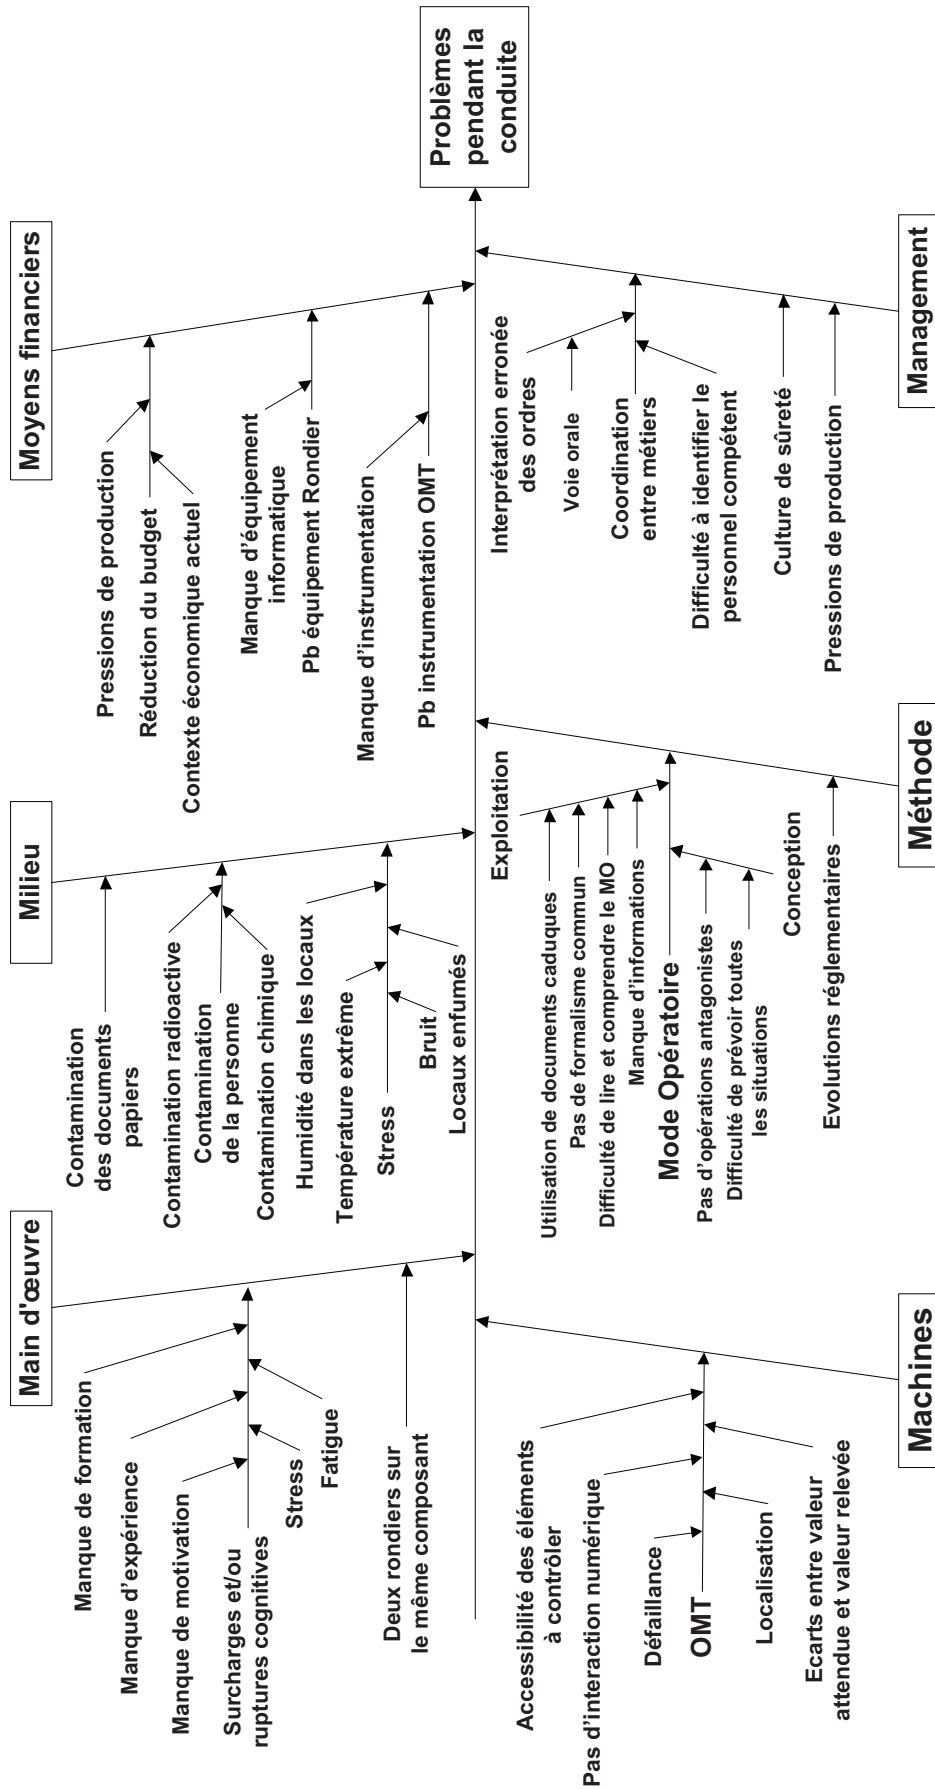 Main d'œuvre
Manque de formation
Manque d'expérience
Manque de motivation
Surcharges et/ou
ruptures cognitives
Stress
Fatigue
Deux rondiers sur
le même composant
Milieu
Contamination
des documents
papiers
Contamination radioactive
Contamination
de la personne
Contamination chimique
Humidité dans les locaux
Température extrême
Stress
Bruit
Locaux enfumés
Moyens financiers
Pressions de production
Réduction du budget
Contexte économique actuel
Manque d'équipement
informatique
Pb équipement Rondier
Manque d'instrumentation
Pb instrumentation OMT
Problèmes
pendant la
conduite
Accessibilité des éléments
à contrôler
Pas d'interaction numérique
Défaillance
OMT
Localisation
Ecarts entre valeur
attendue et valeur relevée
Machines
Exploitation
Utilisation de documents caduques
Pas de formalisme commun
Difficulté de lire et comprendre le MO
Manque d'informations
Mode Opératoire
Pas d'opérations antagonistes
Difficulté de prévoir toutes
les situations
Conception
Evolutions réglementaires
Méthode
Interprétation erronée
des ordres
Voie orale
Coordination
entre métiers
Difficulté à identifier le
personnel compétent
Culture de sûreté
Pressions de production
Management